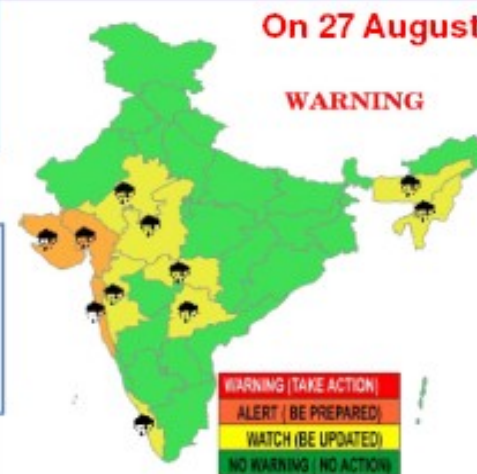 On 27 August
WARNING
WARNING (TAKE ACTION)
ALERT ( BE PREPARED)
WATCH (BE UPDATED)
NO WARNING ( NO ACTION)